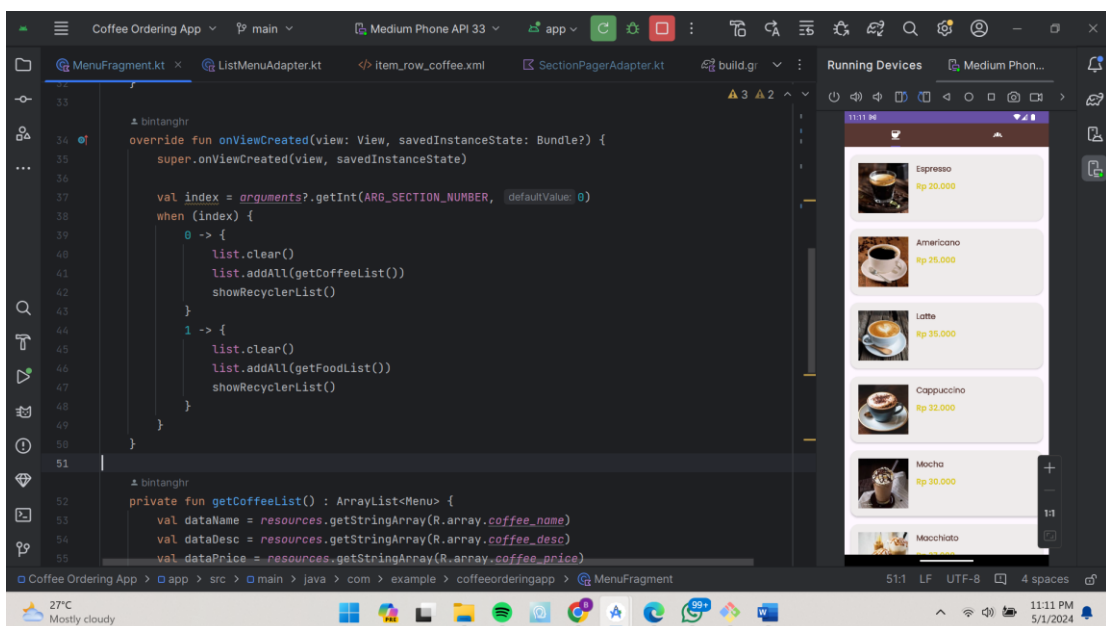 Coffee Ordering App
main
Medium Phone API 33
app
MenuFragment.kt
ListMenuAdapter.kt
item_row_coffee.xml
SectionPagerAdapter.kt
build.gr
Running Devices
Medium Phon...
3 2
32 }
33
bintanghr
34 override fun onViewCreated(view: View, savedInstanceState: Bundle?) {
35 super.onViewCreated(view, savedInstanceState)
36
37 val index = arguments?.getInt(ARG_SECTION_NUMBER, defaultValue: 0)
38 when (index) {
39 0 -> {
40 list.clear()
41 list.addAll(getCoffeeList())
42 showRecyclerList()
43 }
44 1 -> {
45 list.clear()
46 list.addAll(getFoodList())
47 showRecyclerList()
48 }
49 }
50 }
51
bintanghr
52 private fun getCoffeeList() : ArrayList<Menu> {
53 val dataName = resources.getStringArray(R.array.coffee_name)
54 val dataDesc = resources.getStringArray(R.array.coffee_desc)
55 val dataPrice = resources.getStringArray(R.array.coffee_price)
11:11
Espresso
Rp 20.000
Americano
Rp 25.000
Latte
Rp 35.000
Cappuccino
Rp 32.000
Mocha
Rp 30.000
Macchiato
1:1
Coffee Ordering App > app > src > main > java > com > example > coffeeorderingapp > MenuFragment
51:1 LF UTF-8 4 spaces
27°C
Mostly cloudy
PRE
99+
11:11 PM
5/1/2024